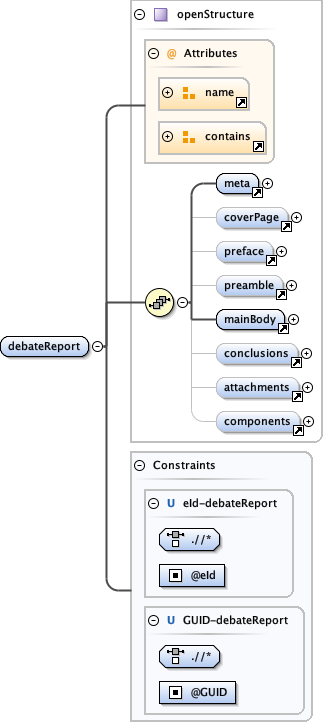 openStructure
@ Attributes
name
contains
meta
coverPage
preface
preamble
mainBody
conclusions
attachments
components
debateReport
Constraints
U eId-debateReport
.//*
@eId
U GUID-debateReport
.//*
@GUID